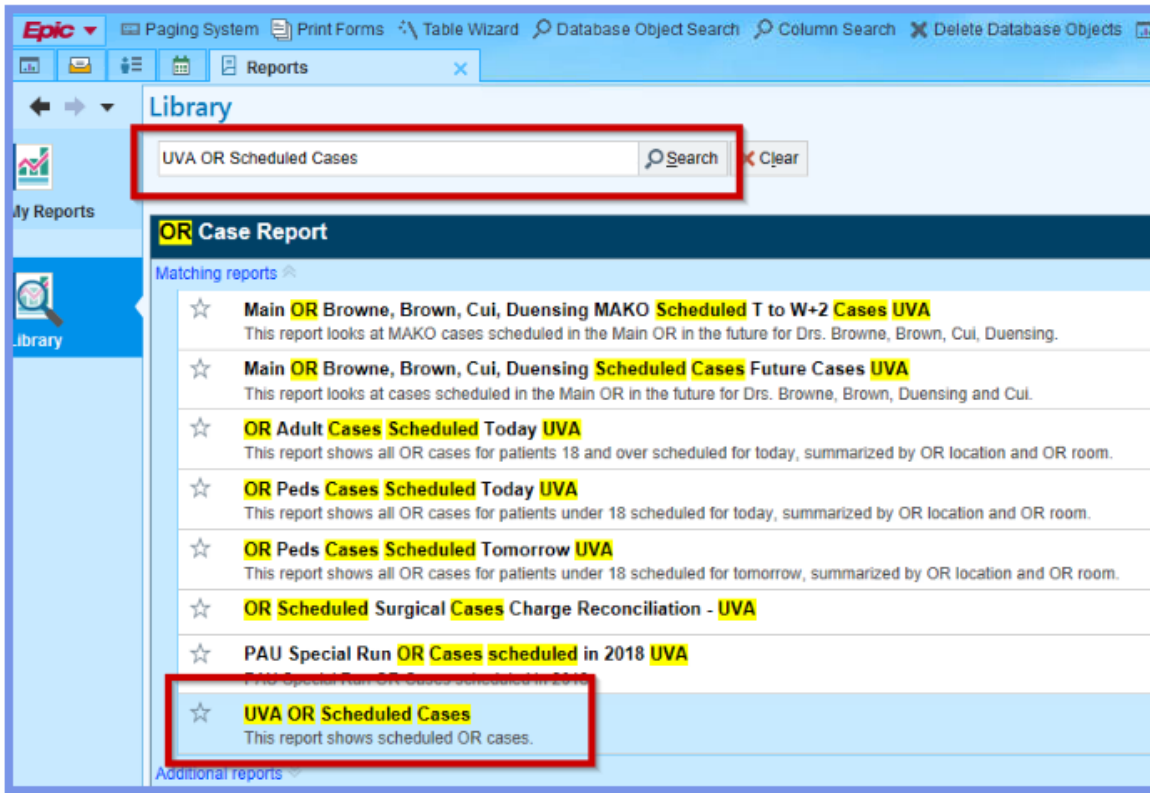 Epic Paging System Print Forms Table Wizard Database Object Search Column Search Delete Database Objects
Reports
Library
UVA OR Scheduled Cases Search Clear
My Reports
OR Case Report
Matching reports
Main OR Browne, Brown, Cui, Duensing MAKO Scheduled T to W+2 Cases UVA
This report looks at MAKO cases scheduled in the Main OR in the future for Drs. Browne, Brown, Cui, Duensing.
Library
Main OR Browne, Brown, Cui, Duensing Scheduled Cases Future Cases UVA
This report looks at cases scheduled in the Main OR in the future for Drs. Browne, Brown, Duensing and Cui.
OR Adult Cases Scheduled Today UVA
This report shows all OR cases for patients 18 and over scheduled for today, summarized by OR location and OR room.
OR Peds Cases Scheduled Today UVA
This report shows all OR cases for patients under 18 scheduled for today, summarized by OR location and OR room.
OR Peds Cases Scheduled Tomorrow UVA
This report shows all OR cases for patients under 18 scheduled for tomorrow, summarized by OR location and OR room.
OR Scheduled Surgical Cases Charge Reconciliation - UVA
PAU Special Run OR Cases scheduled in 2018 UVA
PAU Special Run OR Cases scheduled in 2018
UVA OR Scheduled Cases
This report shows scheduled OR cases.
Additional reports